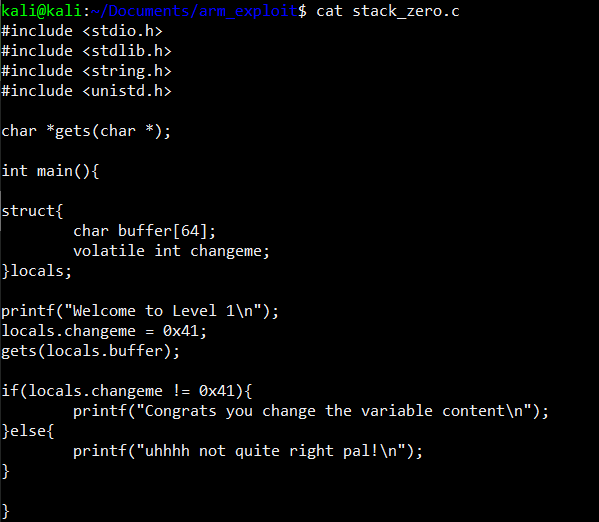 kali@kali:~/Documents/arm_exploit$ cat stack_zero.c
#include <stdio.h>
#include <stdlib.h>
#include <string.h>
#include <unistd.h>
char *gets(char *);
int main(){
struct{
char buffer[64];
volatile int changeme;
}locals;
printf("Welcome to Level 1\n");
locals.changeme = 0x41;
gets(locals.buffer);
if(locals.changeme != 0x41){
printf("Congrats you change the variable content\n");
}else{
printf("uhhhh not quite right pal!\n");
}
}